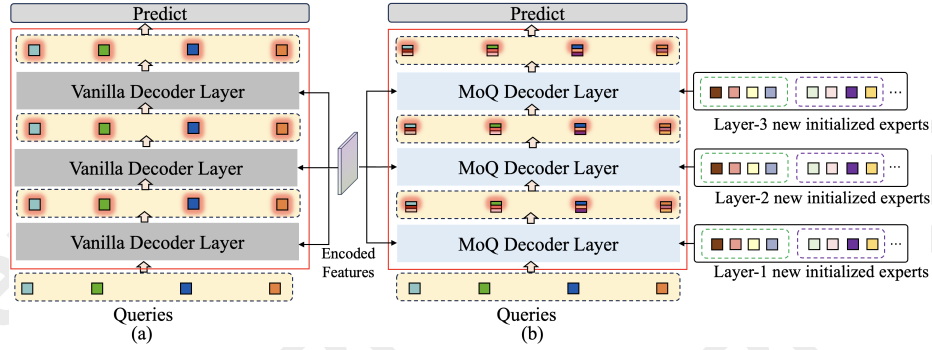 Predict
Vanilla Decoder Layer
Vanilla Decoder Layer
Vanilla Decoder Layer
Queries
(a)
Encoded
Features
Predict
MoQ Decoder Layer
MoQ Decoder Layer
MoQ Decoder Layer
Queries
(b)
...
Layer-3 new initialized experts
...
Layer-2 new initialized experts
...
Layer-1 new initialized experts